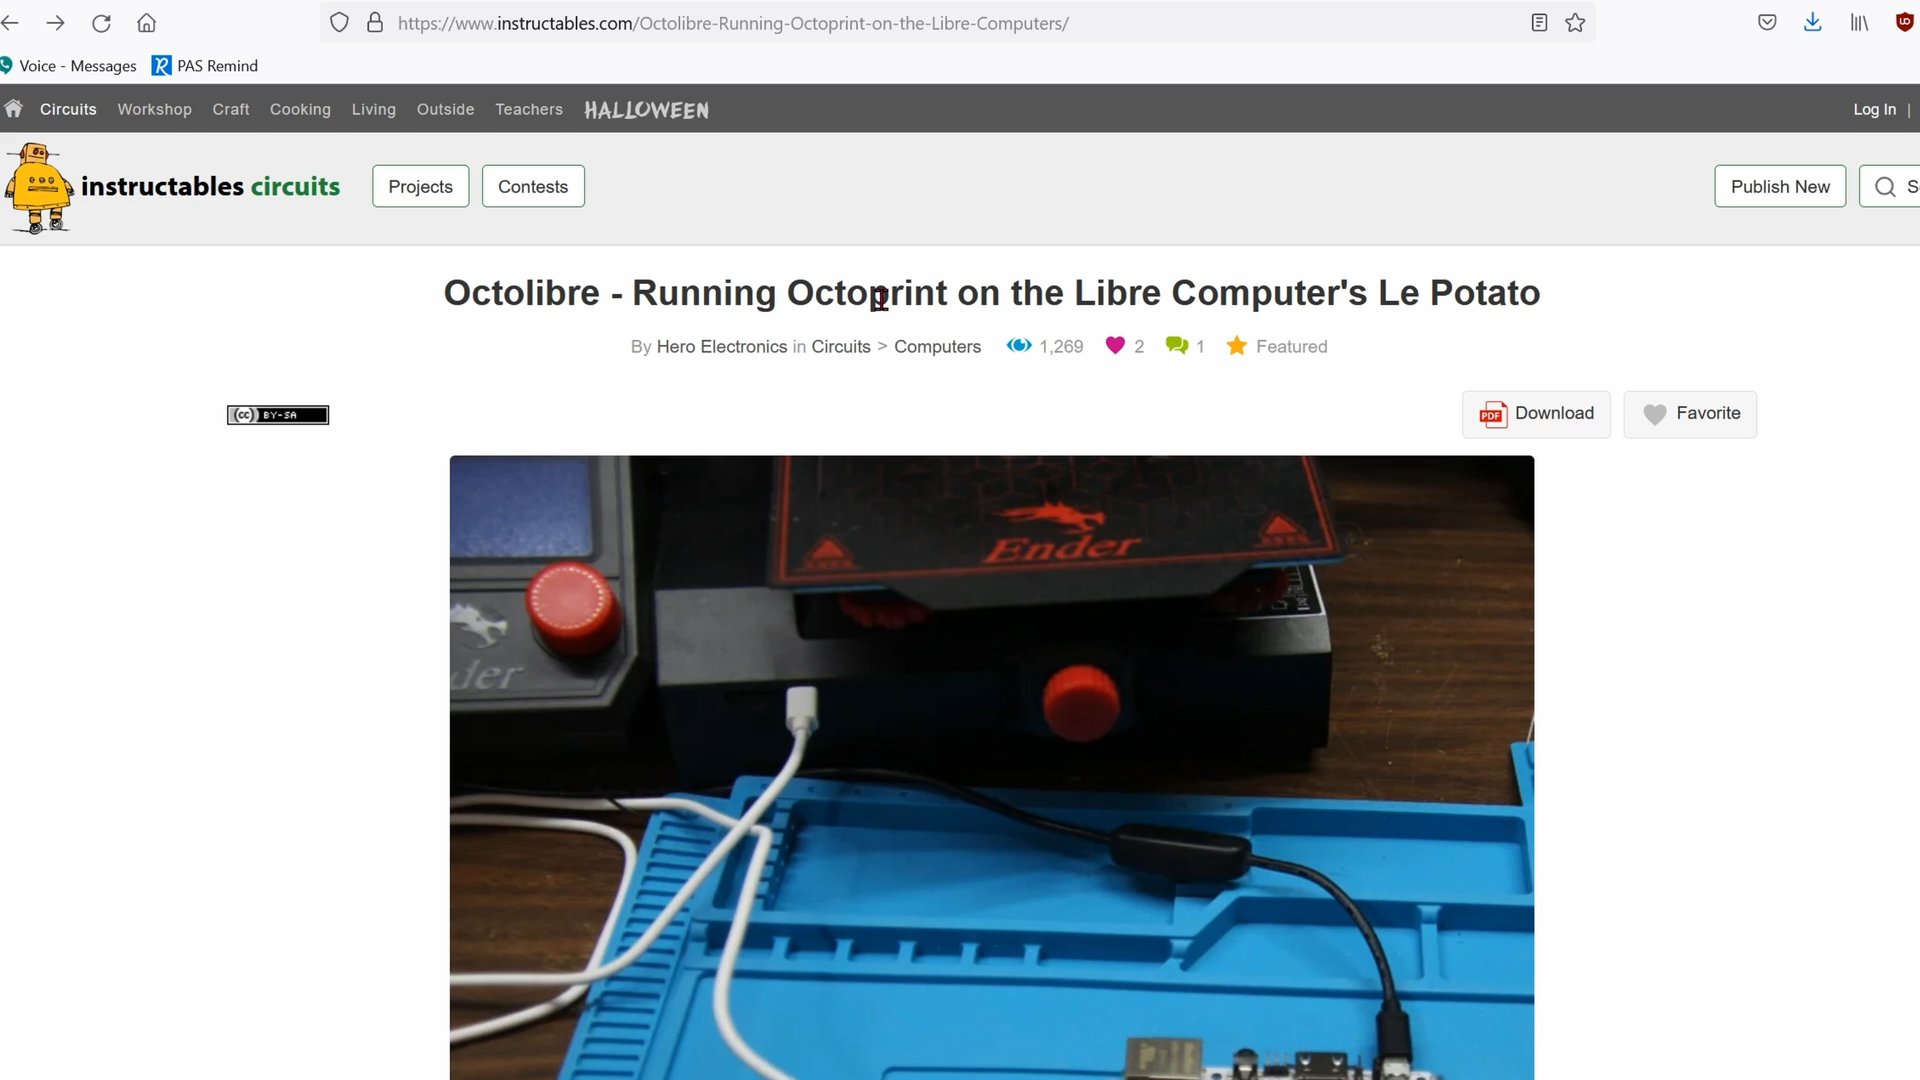 https://www.instructables.com/Octolibre-Running-Octoprint-on-the-Libre-Computers/
Voice - Messages PAS Remind
Circuits Workshop Craft Cooking Living Outside Teachers HALLOWEEN Log In |
instructables circuits Projects Contests Publish New
Octolibre - Running Octoprint on the Libre Computer's Le Potato
By Hero Electronics in Circuits > Computers 1,269 2 1 Featured
(cc) BY-SA PDF Download Favorite
Ender
der